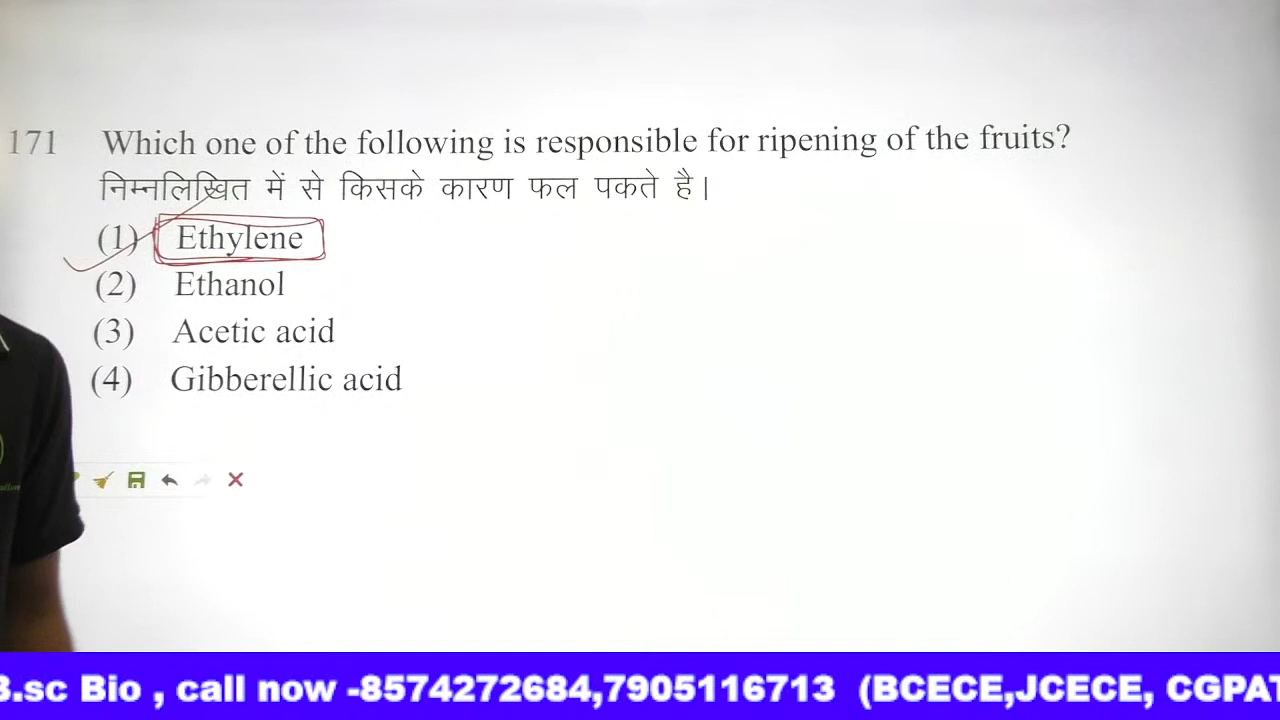 171 Which one of the following is responsible for ripening of the fruits?
निम्नलिखित में से किसके कारण फल पकते है।
(1) Ethylene
(2) Ethanol
(3) Acetic acid
(4) Gibberellic acid
B.sc Bio , call now -8574272684,7905116713 (BCECE,JCECE, CGPAT